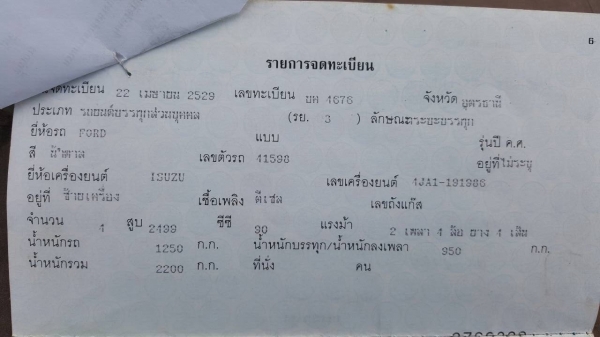 6
รายการจดทะเบียน
จดทะเบียน 22 เมษายน 2529 เลขทะเบียน 4676 จังหวัด อุดรธานี
ประเภท รถยนต์บรรทุกส่วนบุคคล (รย. 3 ) ลักษณะ กระบะบรรทุก
ยี่ห้อรถ FORD แบบ รุ่นปี ค.ศ.
สี น้ำตาล เลขตัวรถ 41598 อยู่ที่ ไม่ระบุ
ยี่ห้อเครื่องยนต์ ISUZU เลขเครื่องยนต์ 4JA1-191986
อยู่ที่ ซ้ายเครื่อง เชื้อเพลิง ดีเซล เลขถังแก๊ส
จำนวน 4 สูบ 2499 ซีซี 90 แรงม้า 2 เพลา 4 ล้อ ยาง 4 เส้น
น้ำหนักรถ 1250 ก.ก. น้ำหนักบรรทุก/น้ำหนักลงเพลา 950 ก.ก.
น้ำหนักรวม 2200 ก.ก. ที่นั่ง คน